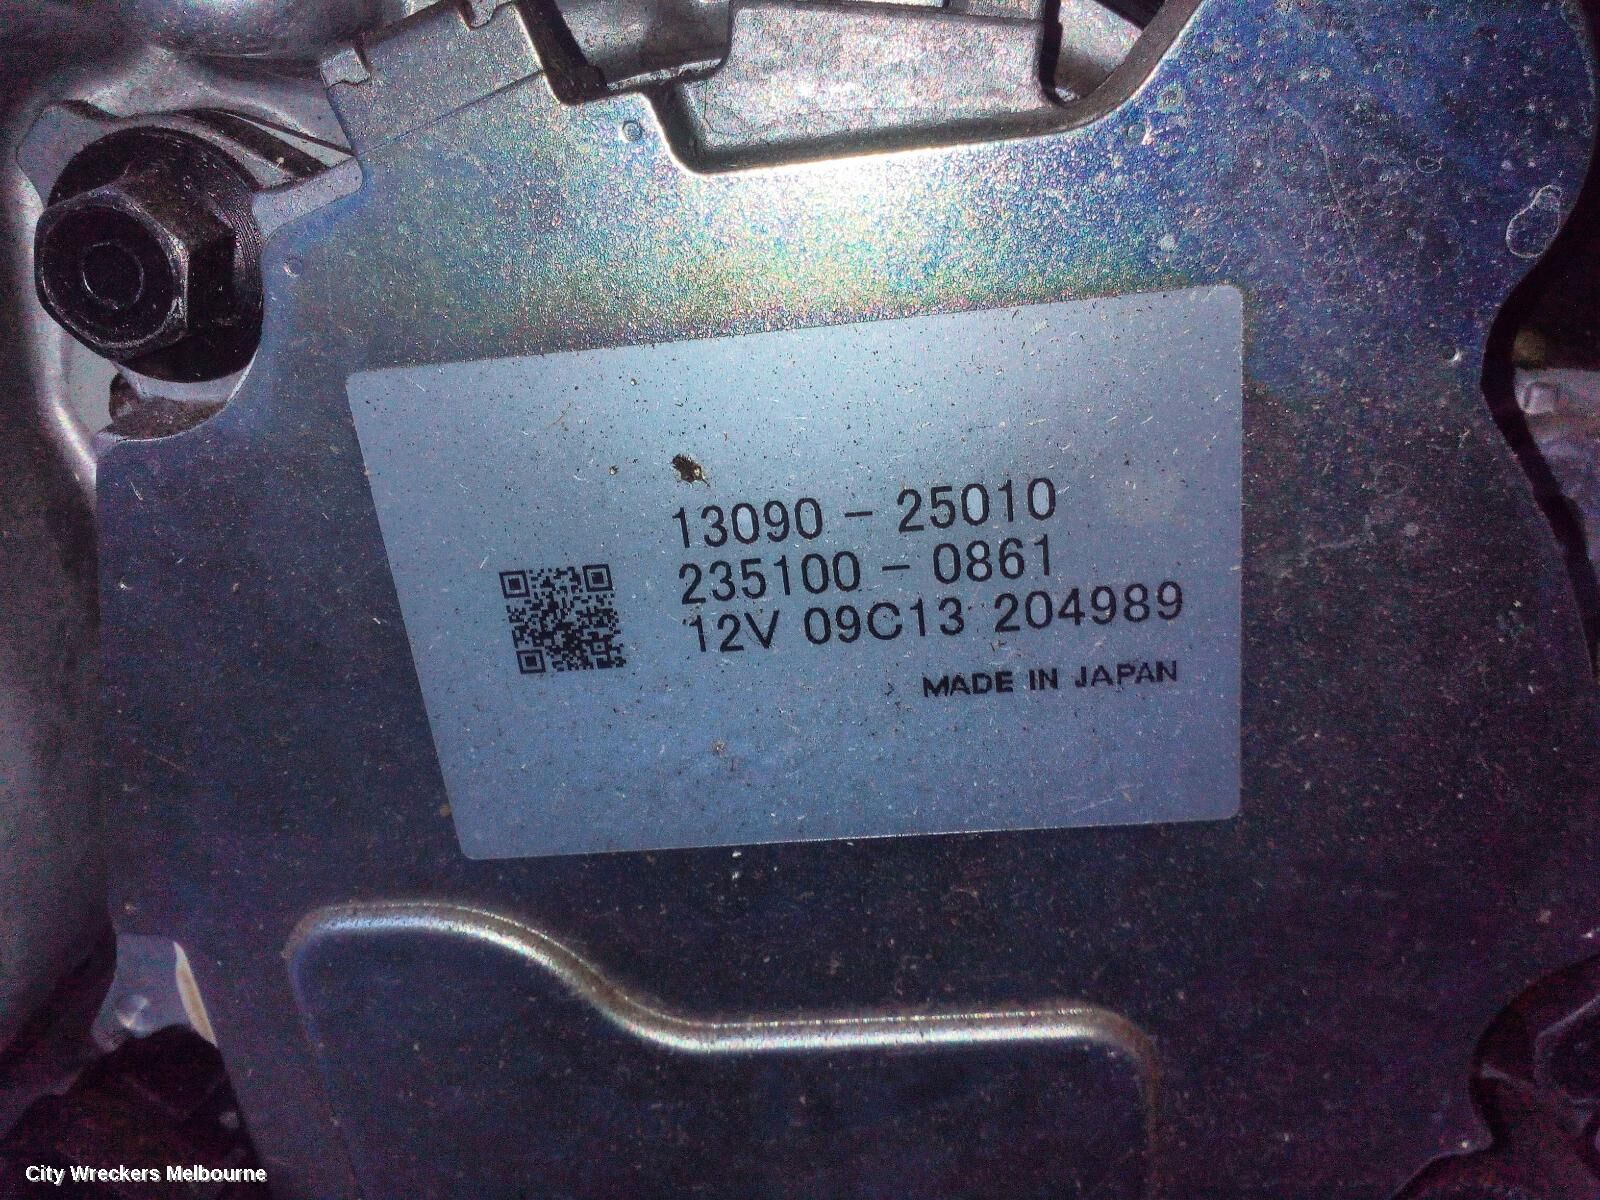 13090 - 25010
235100 - 0861
12V 09C13 204989
MADE IN JAPAN
City Wreckers Melbourne